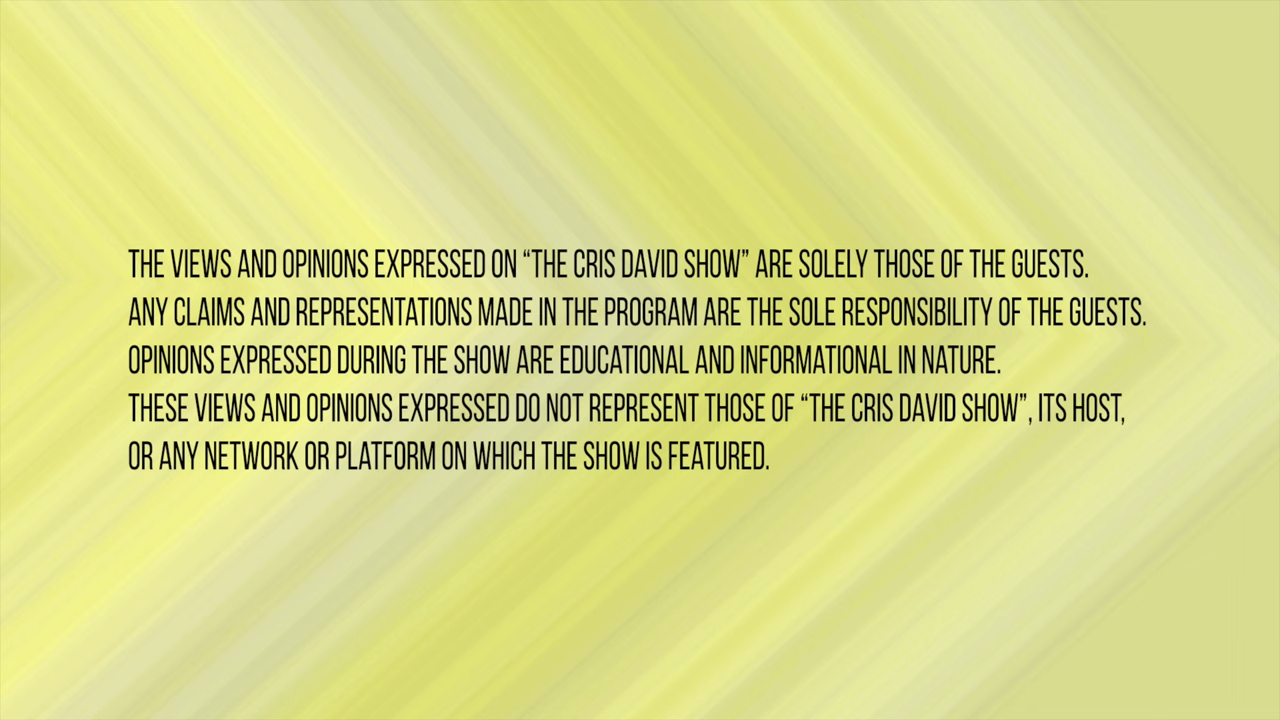 THE VIEWS AND OPINIONS EXPRESSED ON “THE CRIS DAVID SHOW” ARE SOLELY THOSE OF THE GUESTS.
ANY CLAIMS AND REPRESENTATIONS MADE IN THE PROGRAM ARE THE SOLE RESPONSIBILITY OF THE GUESTS.
OPINIONS EXPRESSED DURING THE SHOW ARE EDUCATIONAL AND INFORMATIONAL IN NATURE.
THESE VIEWS AND OPINIONS EXPRESSED DO NOT REPRESENT THOSE OF “THE CRIS DAVID SHOW”, ITS HOST,
OR ANY NETWORK OR PLATFORM ON WHICH THE SHOW IS FEATURED.